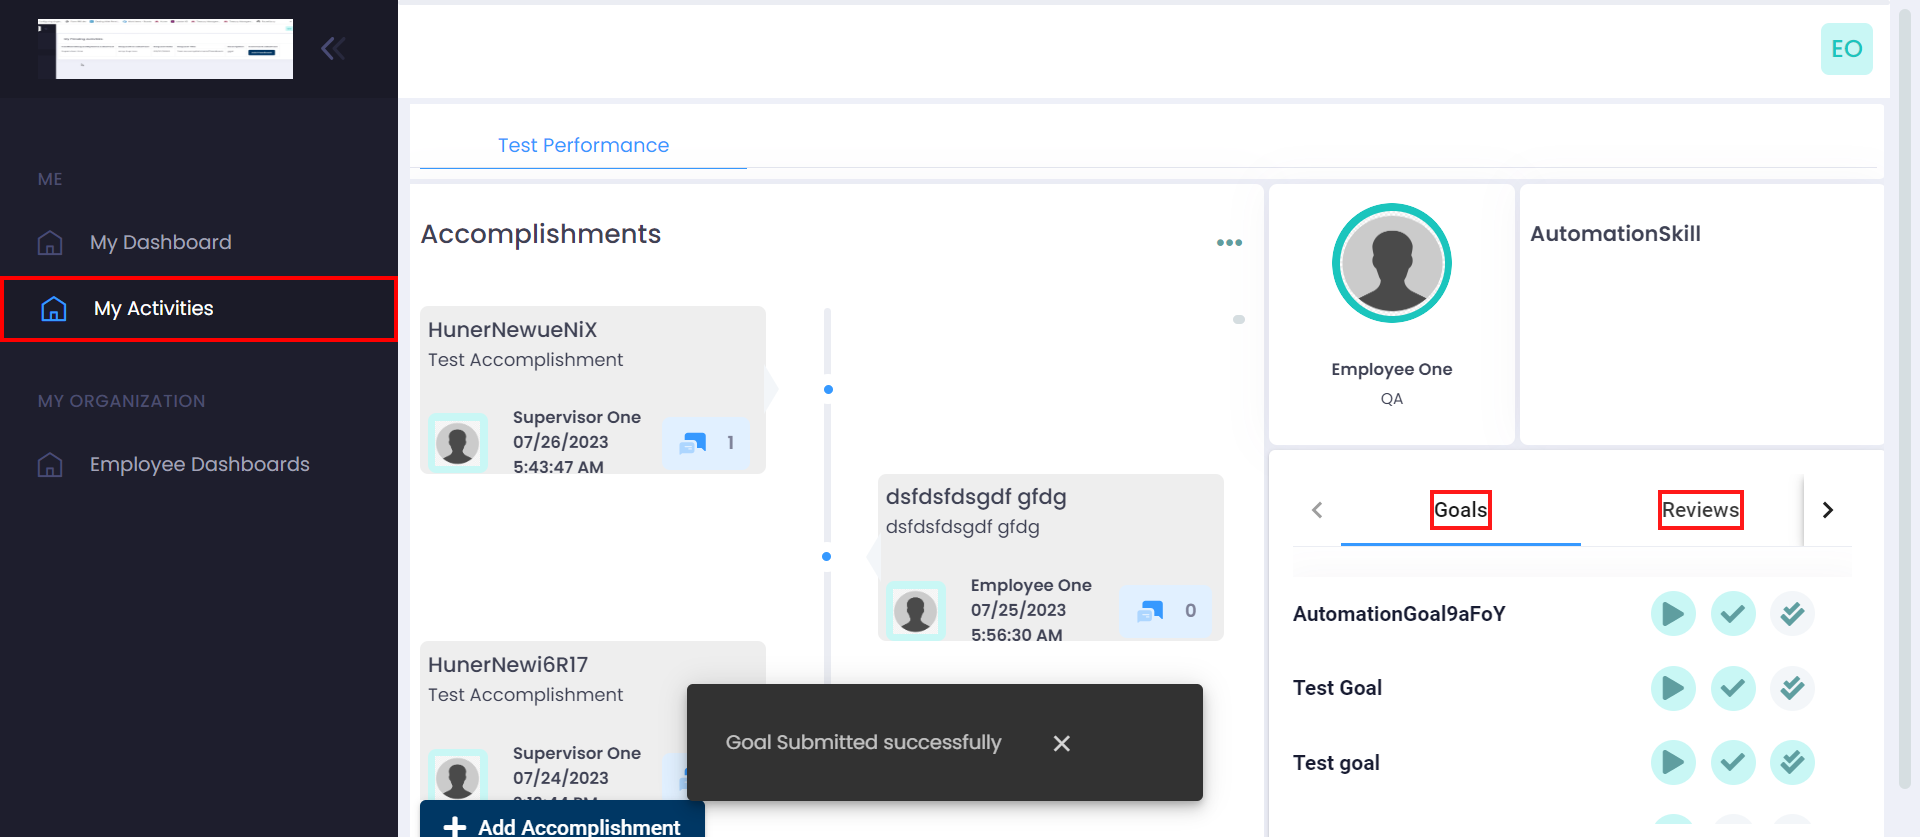 EO
ME
My Dashboard
My Activities
MY ORGANIZATION
Employee Dashboards
Test Performance
Accomplishments
HunerNewueNiX
Test Accomplishment
Supervisor One
07/26/2023
5:43:47 AM
1
dsfdsfdsgdf gfdg
dsfdsfdsgdf gfdg
Employee One
07/25/2023
5:56:30 AM
0
HunerNewi6R17
Test Accomplishment
Supervisor One
07/24/2023
Add Accomplishment
Goal Submitted successfully
Employee One
QA
AutomationSkill
Goals
Reviews
AutomationGoal9aFoY
Test Goal
Test goal